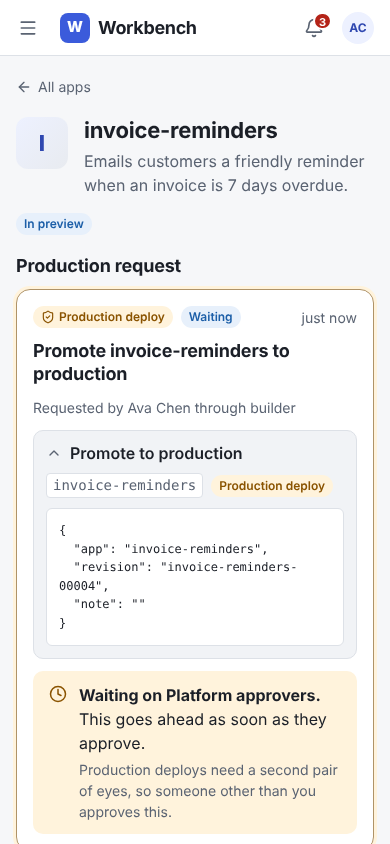 W Workbench 3 AC
All apps
I
invoice-reminders
Emails customers a friendly reminder
when an invoice is 7 days overdue.
In preview
Production request
Production deploy Waiting just now
Promote invoice-reminders to
production
Requested by Ava Chen through builder
Promote to production
invoice-reminders Production deploy
{
  "app": "invoice-reminders",
  "revision": "invoice-reminders-
00004",
  "note": ""
}
Waiting on Platform approvers.
This goes ahead as soon as they
approve.
Production deploys need a second pair
of eyes, so someone other than you
approves this.